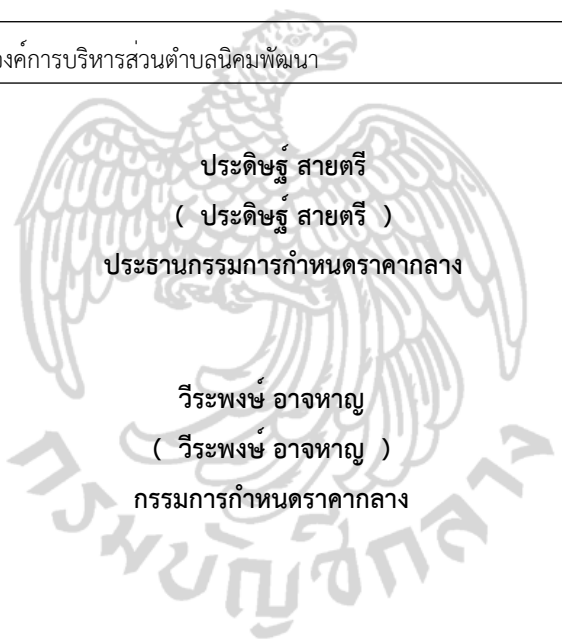 งค์การบริหารส่วนตำบลนิคมพัฒนา
ประดิษฐ์ สายตรี
( ประดิษฐ์ สายตรี )
ประธานกรรมการกำหนดราคากลาง
วีระพงษ์ อาจหาญ
( วีระพงษ์ อาจหาญ )
กรรมการกำหนดราคากลาง
กรมบัญชีกลาง